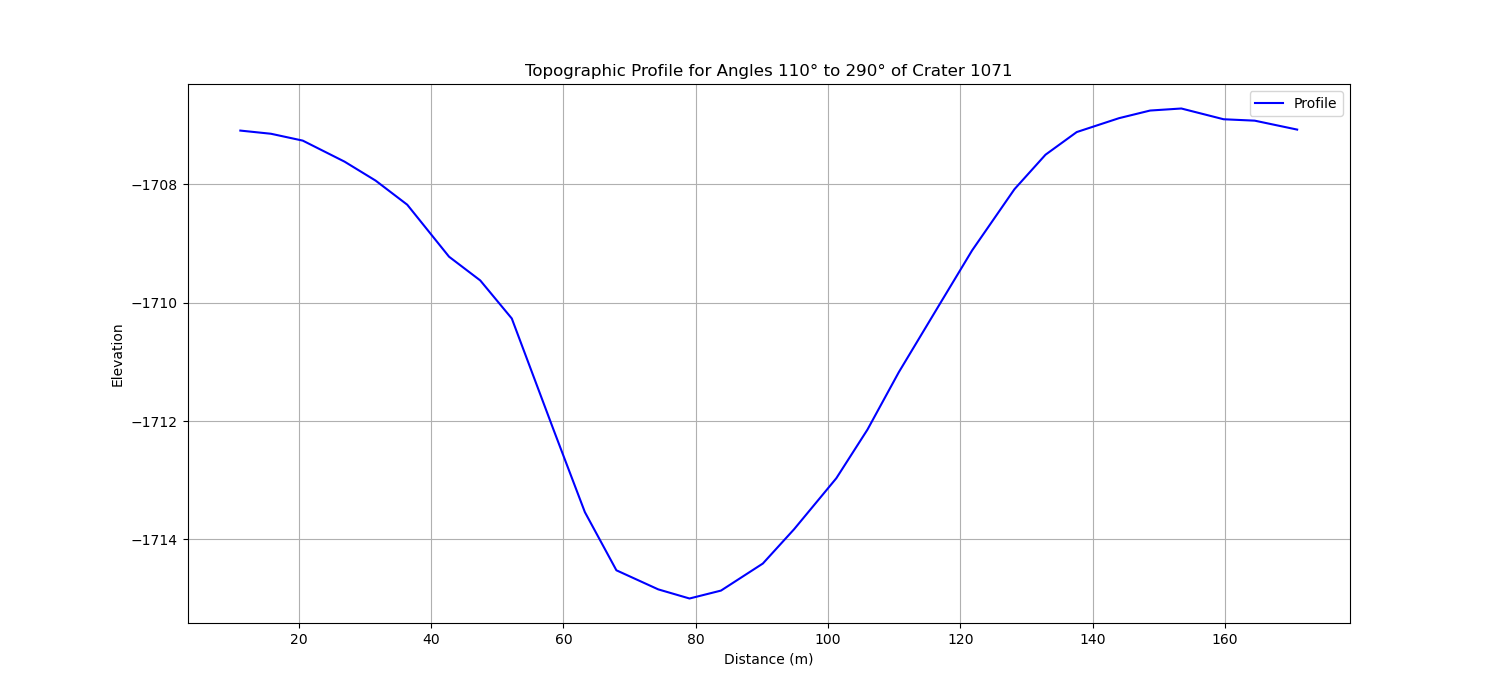 Topographic Profile for Angles 110° to 290° of Crater 1071
Profile
−1708
−1710
−1712
−1714
Elevation
20 40 60 80 100 120 140 160
Distance (m)